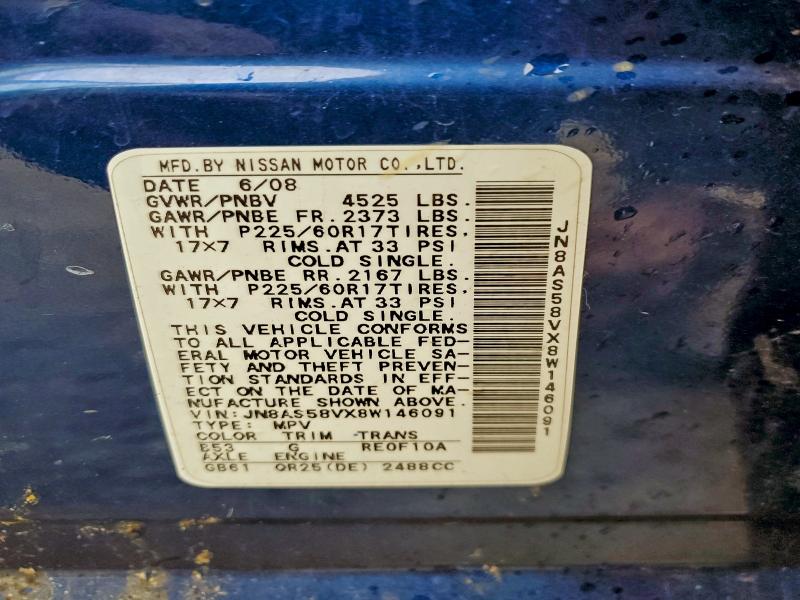 MFD.BY NISSAN MOTOR CO.,LTD.
DATE 6/08
GVWR/PNBV 4525 LBS.
GAWR/PNBE FR.2373 LBS.
WITH P225/60R17TIRES.
17X7 RIMS.AT 33 PSI
COLD SINGLE.
GAWR/PNBE RR.2167 LBS.
WITH P225/60R17TIRES.
17X7 RIMS.AT 33 PSI
COLD SINGLE.
THIS VEHICLE CONFORMS
TO ALL APPLICABLE FED-
ERAL MOTOR VEHICLE SA-
FETY AND THEFT PREVEN-
TION STANDARDS IN EFF-
ECT ON THE DATE OF MA-
NUFACTURE SHOWN ABOVE.
VIN:JN8AS58VX8W146091
TYPE: MPV
COLOR TRIM TRANS
B53 G RE0F10A
AXLE ENGINE
GB61 QR25(DE) 2488CC
JN8AS58VX8W146091